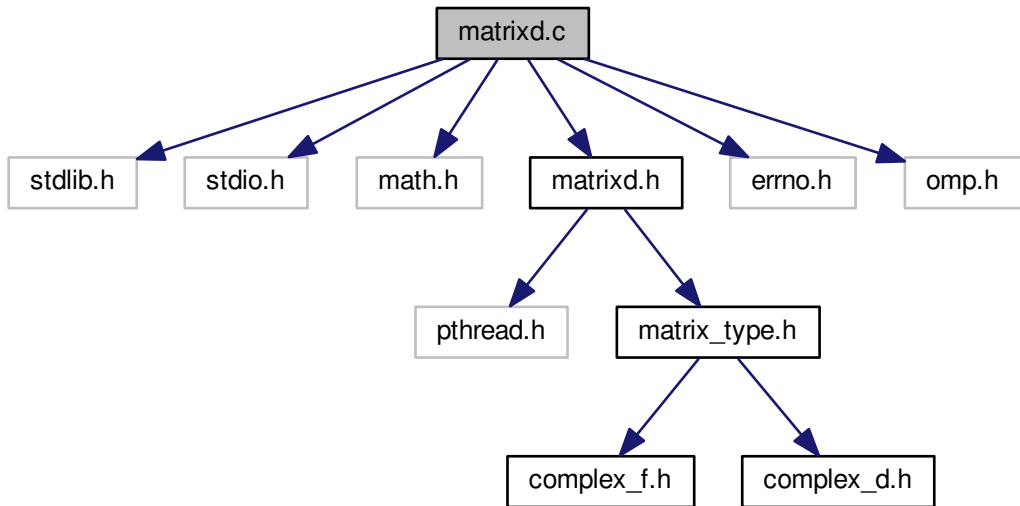 matrixd.c
stdlib.h
stdio.h
math.h
matrixd.h
errno.h
omp.h
pthread.h
matrix_type.h
complex_f.h
complex_d.h